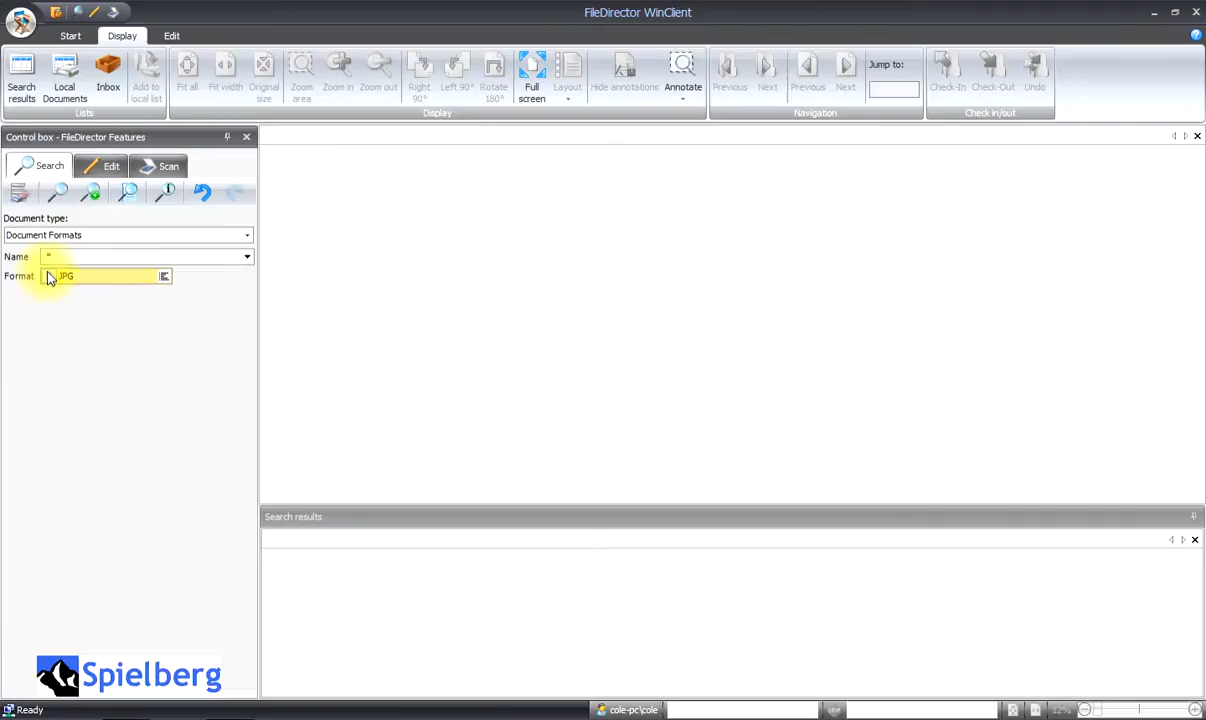 FileDirector WinClient
Start Display Edit
Search results
Local Documents
Inbox
Add to local list
Fit all
Fit width
Original size
Zoom area
Zoom in
Zoom out
Right 90°
Left 90°
Rotate 180°
Full screen
Layout
Hide annotations
Annotate
Previous
Next
Previous
Next
Jump to:
Check-In
Check-Out
Undo
Lists
Display
Navigation
Check in/out
Control box - FileDirector Features
Search Edit Scan
Document type:
Document Formats
Name *
Format JPG
Search results
Spielberg
Ready
cole-pc\cole
12%